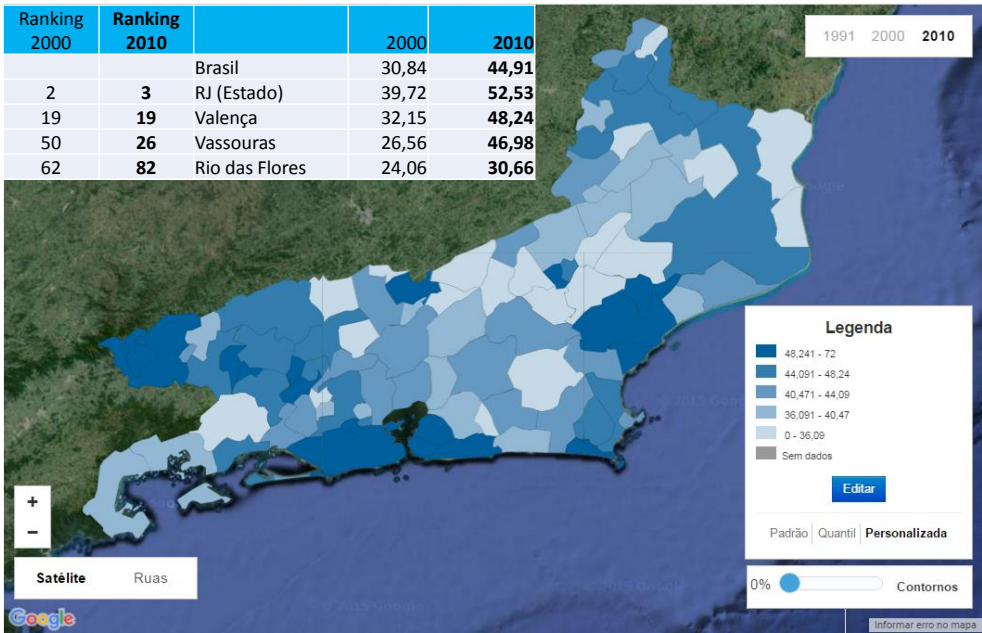 Ranking 2000 Ranking 2010 2000 2010
Brasil 30,84 44,91
2 3 RJ (Estado) 39,72 52,53
19 19 Valença 32,15 48,24
50 26 Vassouras 26,56 46,98
62 82 Rio das Flores 24,06 30,66
1991 2000 2010
Legenda
48,241 - 72
44,091 - 48,24
40,471 - 44,09
36,091 - 40,47
0 - 36,09
Sem dados
Editar
Padrão Quantil Personalizada
+
−
Satélite Ruas
0% Contornos
Google
Informar erro no mapa